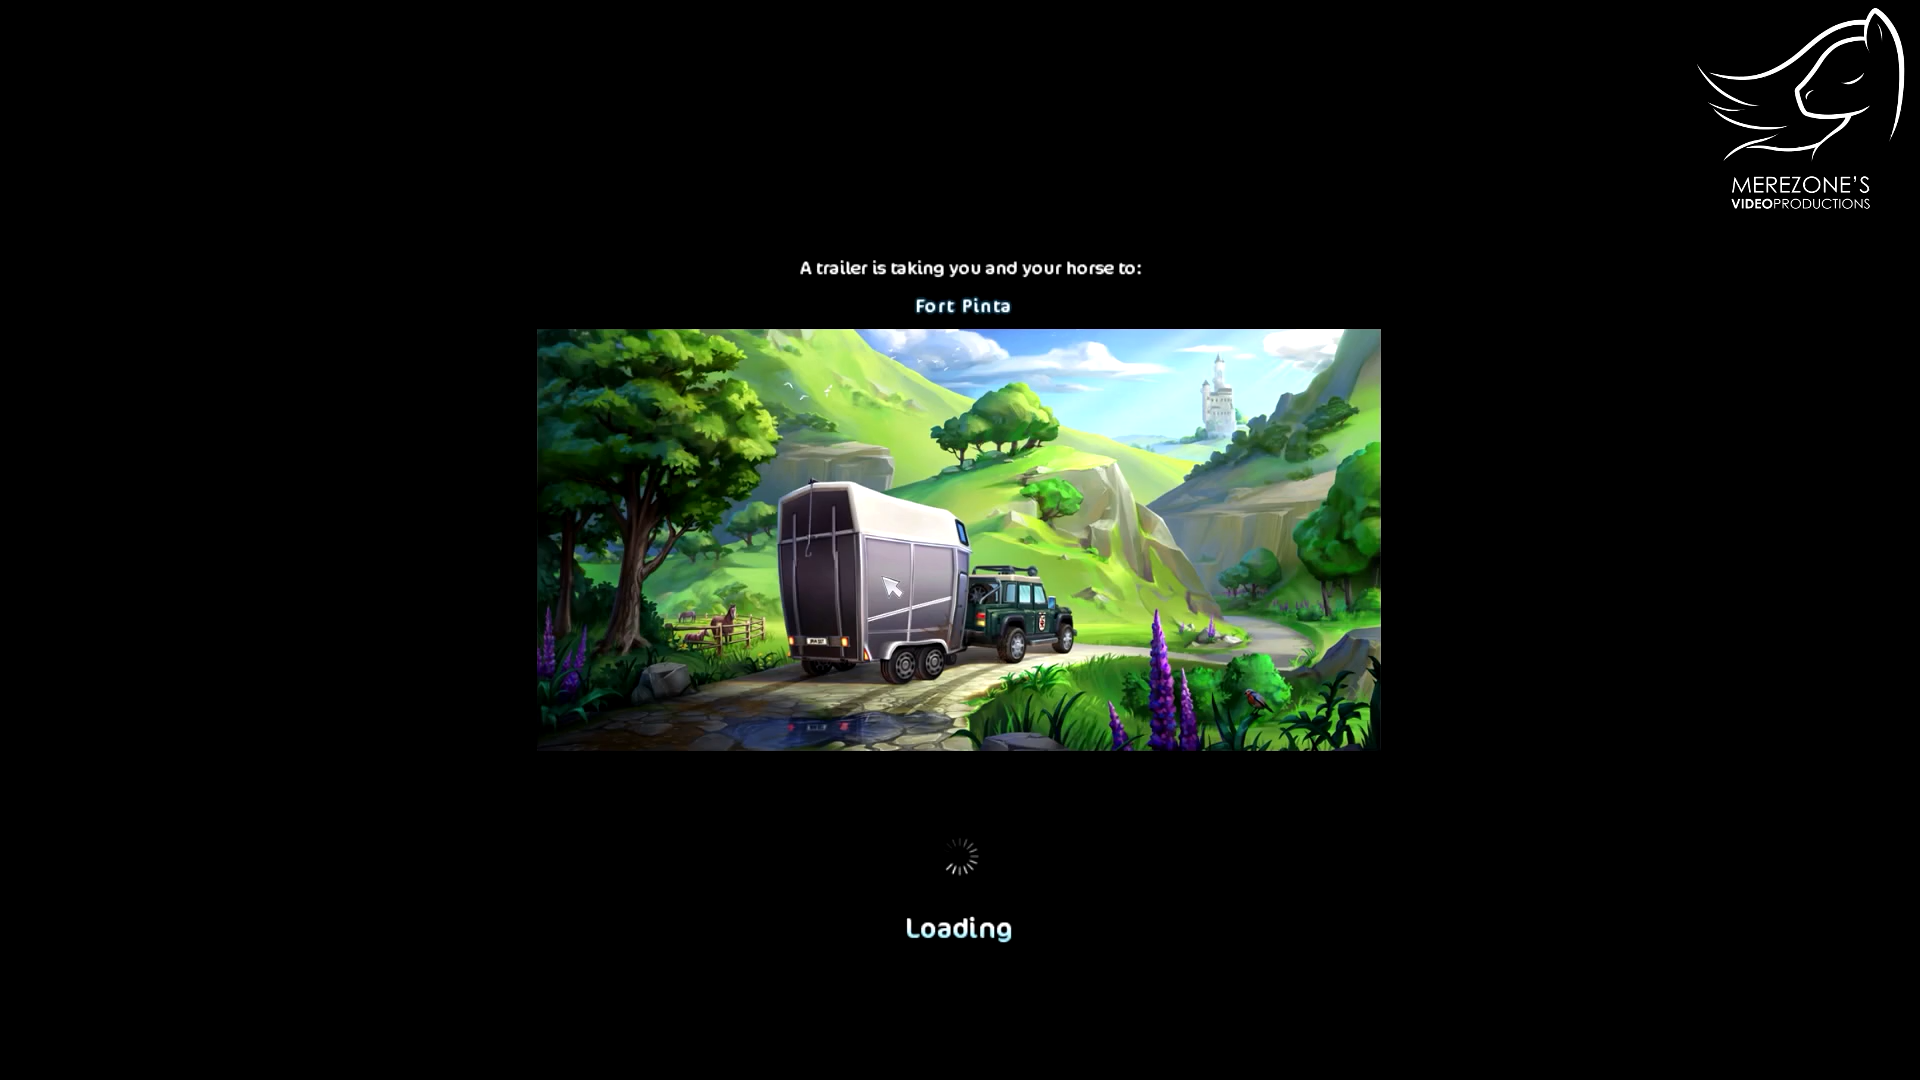 MEREZONE'S
VIDEOPRODUCTIONS
A trailer is taking you and your horse to:
Fort Pinta
Loading